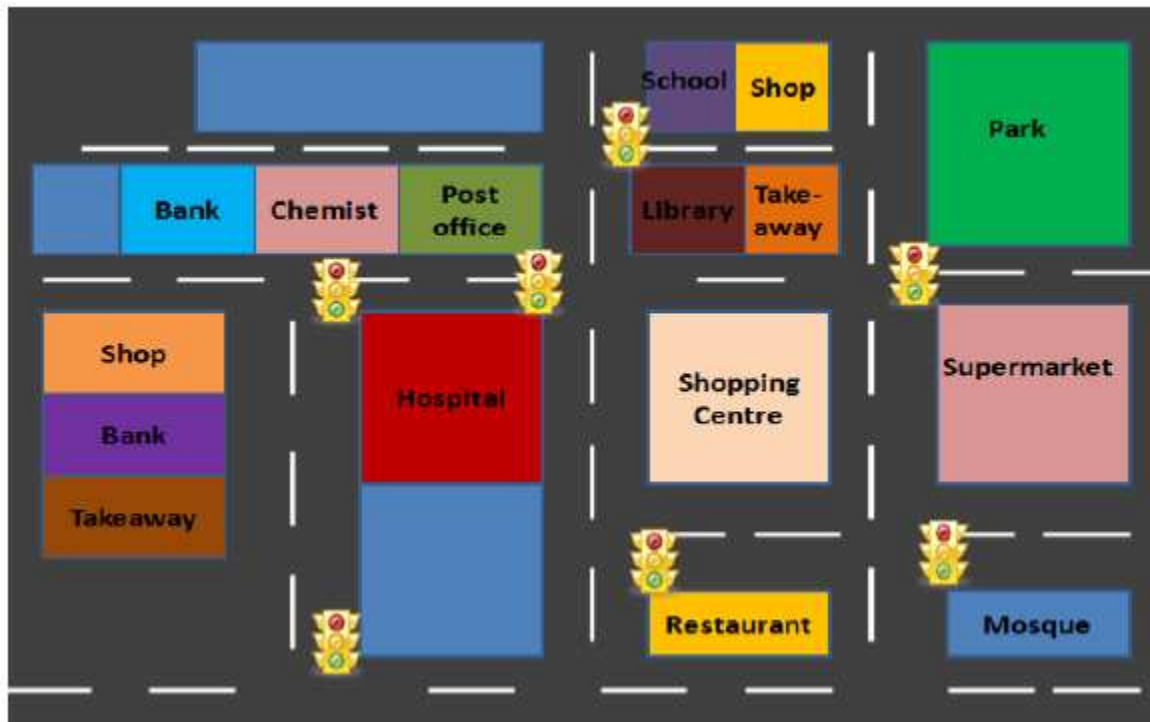 School
Shop
Park
Bank
Chemist
Post
office
Library
Take-
away
Shop
Bank
Takeaway
Hospital
Shopping
Centre
Supermarket
Restaurant
Mosque